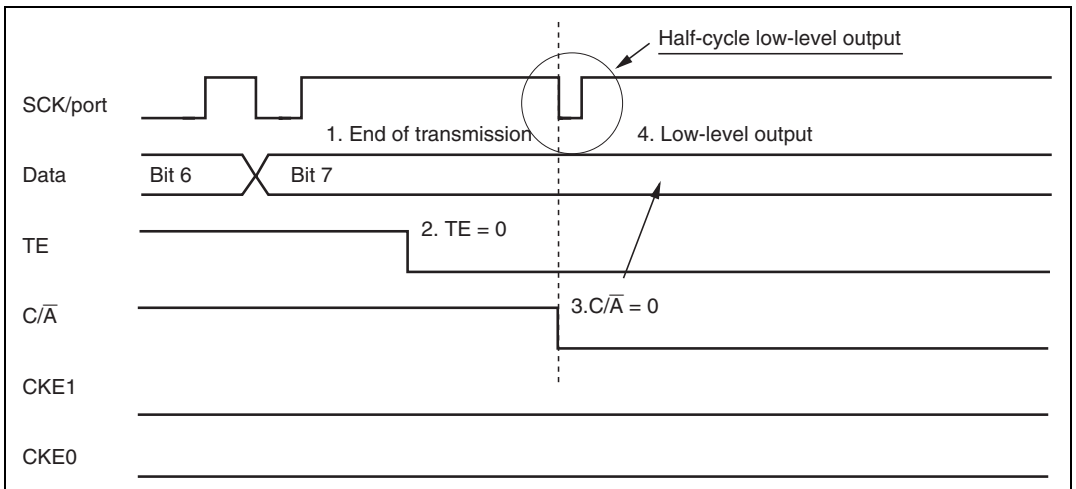 Half-cycle low-level output
SCK/port
1. End of transmission
4. Low-level output
Data
Bit 6
Bit 7
TE
2. TE = 0
C/A̅
3.C/A̅ = 0
CKE1
CKE0